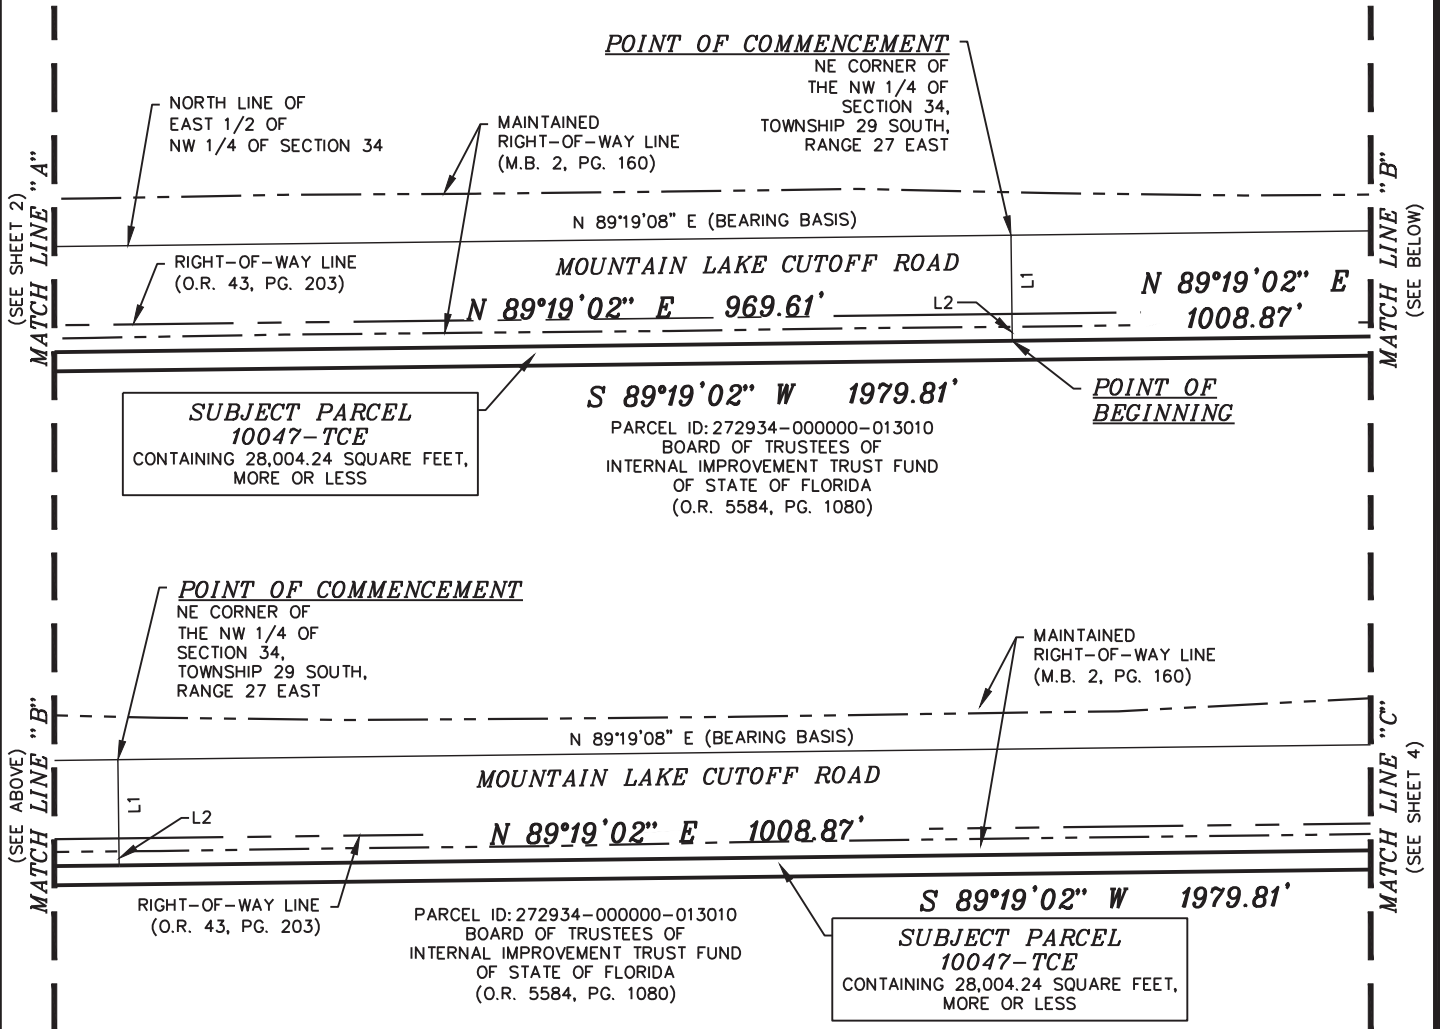 POINT OF COMMENCEMENT
NE CORNER OF
THE NW 1/4 OF
SECTION 34,
TOWNSHIP 29 SOUTH,
RANGE 27 EAST
NORTH LINE OF
EAST 1/2 OF
NW 1/4 OF SECTION 34
MAINTAINED
RIGHT-OF-WAY LINE
(M.B. 2, PG. 160)
(SEE SHEET 2)
MATCH LINE "A"
MATCH LINE "B"
(SEE BELOW)
N 89°19'08" E (BEARING BASIS)
RIGHT-OF-WAY LINE
(O.R. 43, PG. 203)
MOUNTAIN LAKE CUTOFF ROAD
L1
N 89°19'02" E 969.61'
L2
N 89°19'02" E
1008.87'
S 89°19'02" W 1979.81'
POINT OF
BEGINNING
SUBJECT PARCEL
10047-TCE
CONTAINING 28,004.24 SQUARE FEET,
MORE OR LESS
PARCEL ID: 272934-000000-013010
BOARD OF TRUSTEES OF
INTERNAL IMPROVEMENT TRUST FUND
OF STATE OF FLORIDA
(O.R. 5584, PG. 1080)
POINT OF COMMENCEMENT
NE CORNER OF
THE NW 1/4 OF
SECTION 34,
TOWNSHIP 29 SOUTH,
RANGE 27 EAST
MAINTAINED
RIGHT-OF-WAY LINE
(M.B. 2, PG. 160)
(SEE ABOVE)
MATCH LINE "B"
MATCH LINE "C"
(SEE SHEET 4)
N 89°19'08" E (BEARING BASIS)
MOUNTAIN LAKE CUTOFF ROAD
L1
L2
N 89°19'02" E 1008.87'
S 89°19'02" W 1979.81'
RIGHT-OF-WAY LINE
(O.R. 43, PG. 203)
PARCEL ID: 272934-000000-013010
BOARD OF TRUSTEES OF
INTERNAL IMPROVEMENT TRUST FUND
OF STATE OF FLORIDA
(O.R. 5584, PG. 1080)
SUBJECT PARCEL
10047-TCE
CONTAINING 28,004.24 SQUARE FEET,
MORE OR LESS